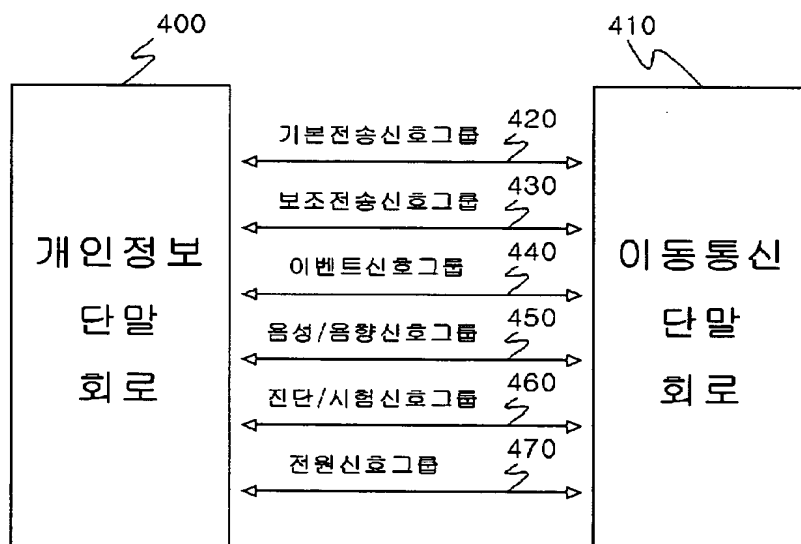 400
410
기본전송신호그룹
420
보조전송신호그룹
430
이벤트신호그룹
440
음성/음향신호그룹
450
진단/시험신호그룹
460
전원신호그룹
470
개인정보
단말
회로
이동통신
단말
회로